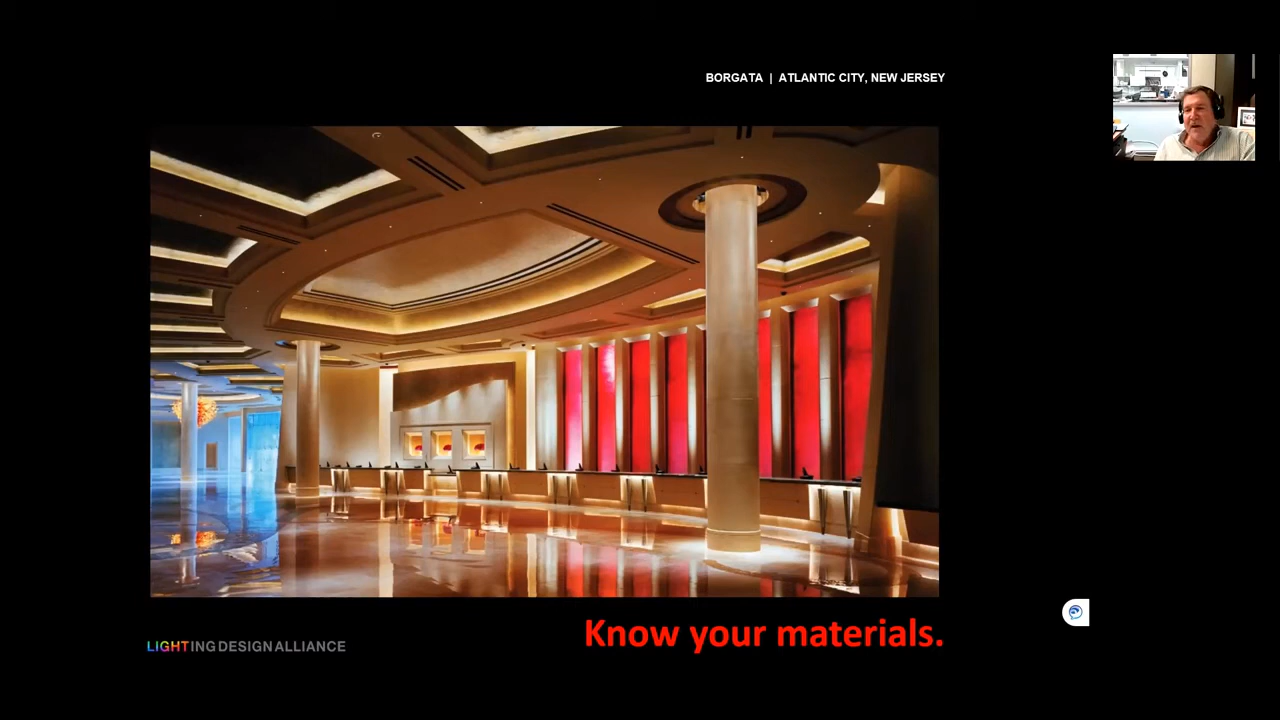 BORGATA | ATLANTIC CITY, NEW JERSEY
Know your materials.
LIGHTING DESIGN ALLIANCE